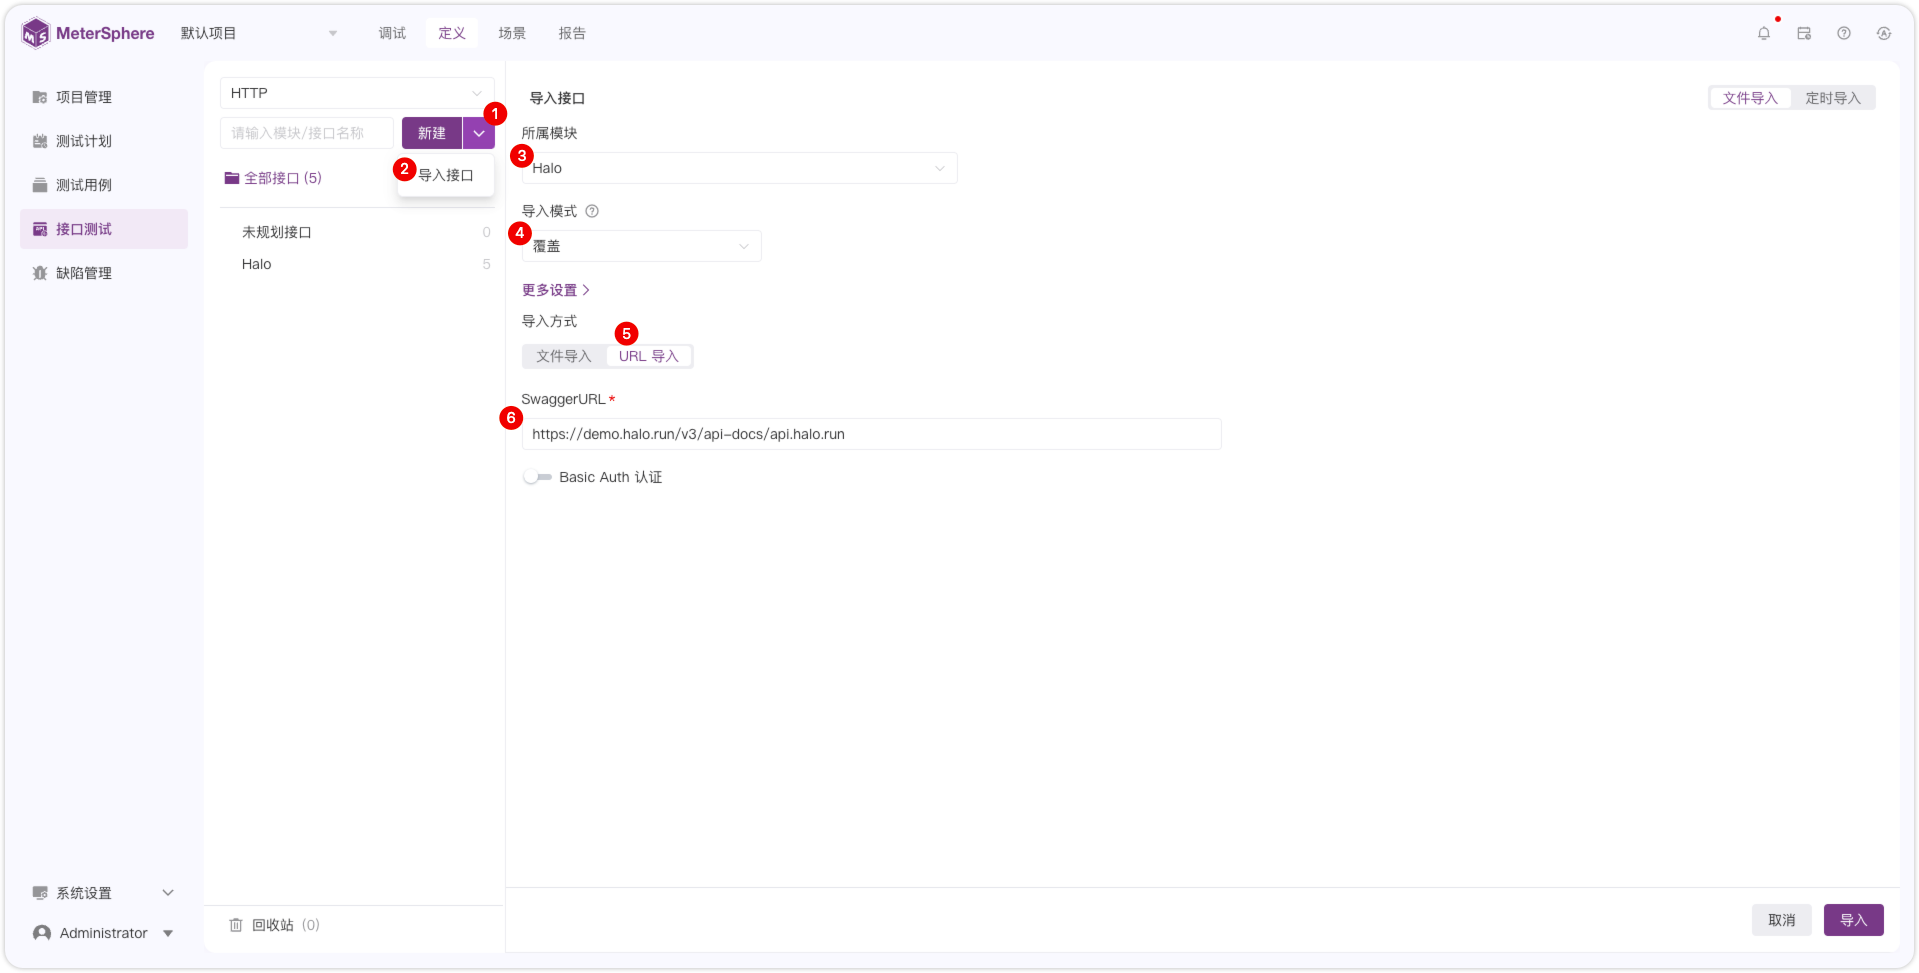 MeterSphere
默认项目
调试
定义
场景
报告
项目管理
测试计划
测试用例
接口测试
缺陷管理
系统设置
Administrator
HTTP
1
请输入模块/接口名称
新建
2
导入接口
全部接口 (5)
未规划接口
0
Halo
5
回收站 (0)
导入接口
文件导入
定时导入
所属模块
3
Halo
导入模式
4
覆盖
更多设置
导入方式
5
文件导入
URL 导入
SwaggerURL *
6
https://demo.halo.run/v3/api-docs/api.halo.run
Basic Auth 认证
取消
导入